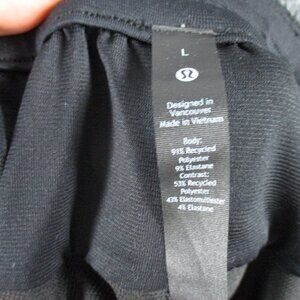 L
Designed in
Vancouver
Made in Vietnam
Body:
91% Recycled
Polyester
9% Elastane
Contrast:
53% Recycled
Polyester
43% Elastomultiester
4% Elastane